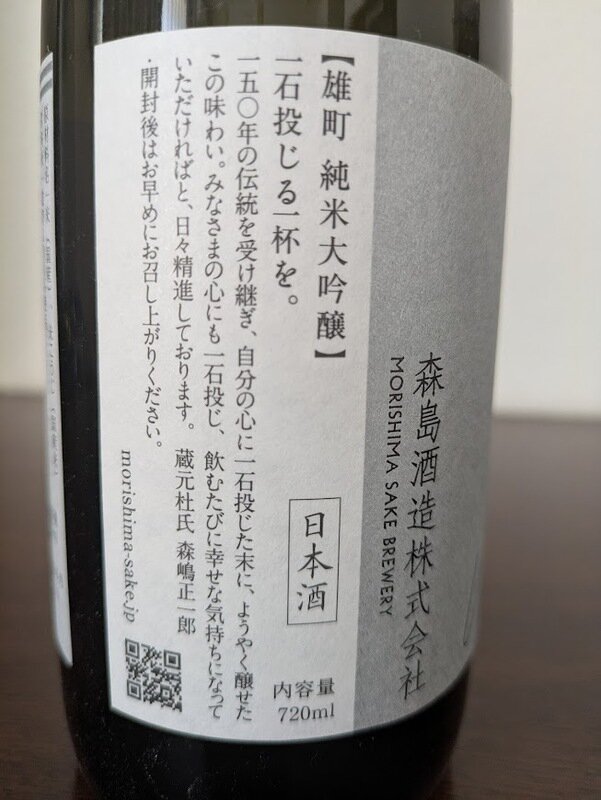 森島酒造株式会社
MORISHIMA SAKE BREWERY
【雄町 純米大吟醸】
一石投じる一杯を。
一五〇年の伝統を受け継ぎ、自分の心に一石投じた末に、ようやく醸せた
この味わい。みなさまの心にも一石投じ、飲むたびに幸せな気持ちになって
いただければと、日々精進しております。 蔵元杜氏 森嶋正一郎
・開封後はお早めにお召し上がりください。
日本酒
内容量
720ml
morishima-sake.jp